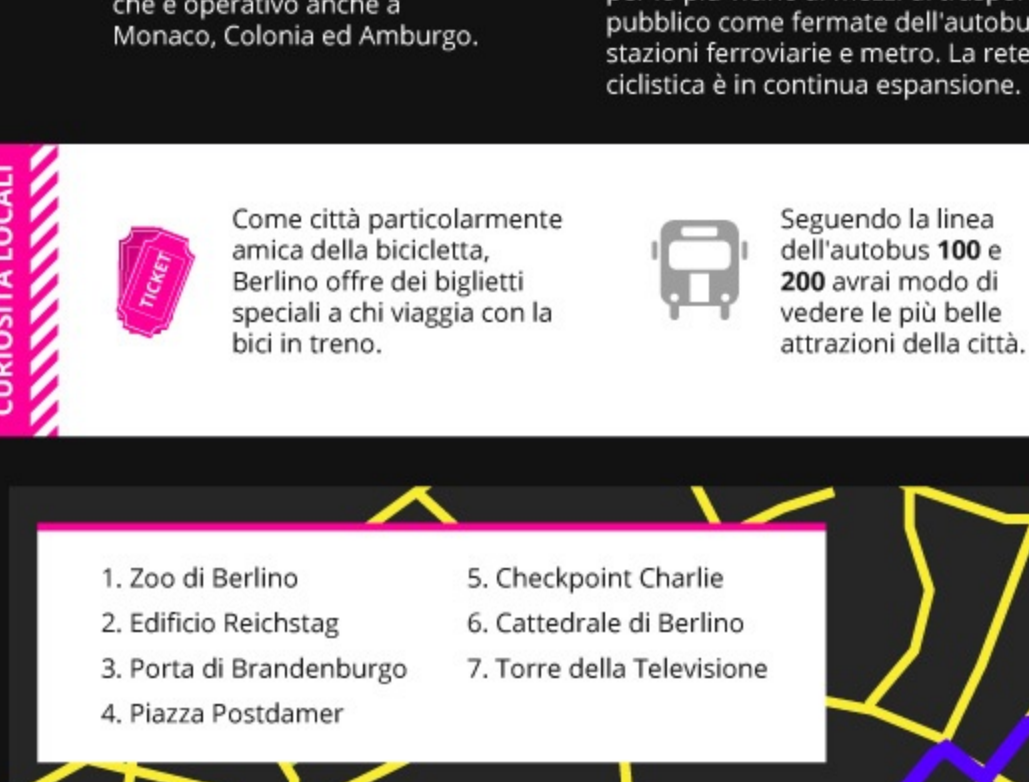 che è operativo anche a
Monaco, Colonia ed Amburgo.
pubblico come fermate dell'autobu
stazioni ferroviarie e metro. La rete
ciclistica è in continua espansione.
CURIOSITÀ LOCALI
TICKET
Come città particolarmente
amica della bicicletta,
Berlino offre dei biglietti
speciali a chi viaggia con la
bici in treno.
Seguendo la linea
dell'autobus 100 e
200 avrai modo di
vedere le più belle
attrazioni della città.
1. Zoo di Berlino
2. Edificio Reichstag
3. Porta di Brandenburgo
4. Piazza Postdamer
5. Checkpoint Charlie
6. Cattedrale di Berlino
7. Torre della Televisione